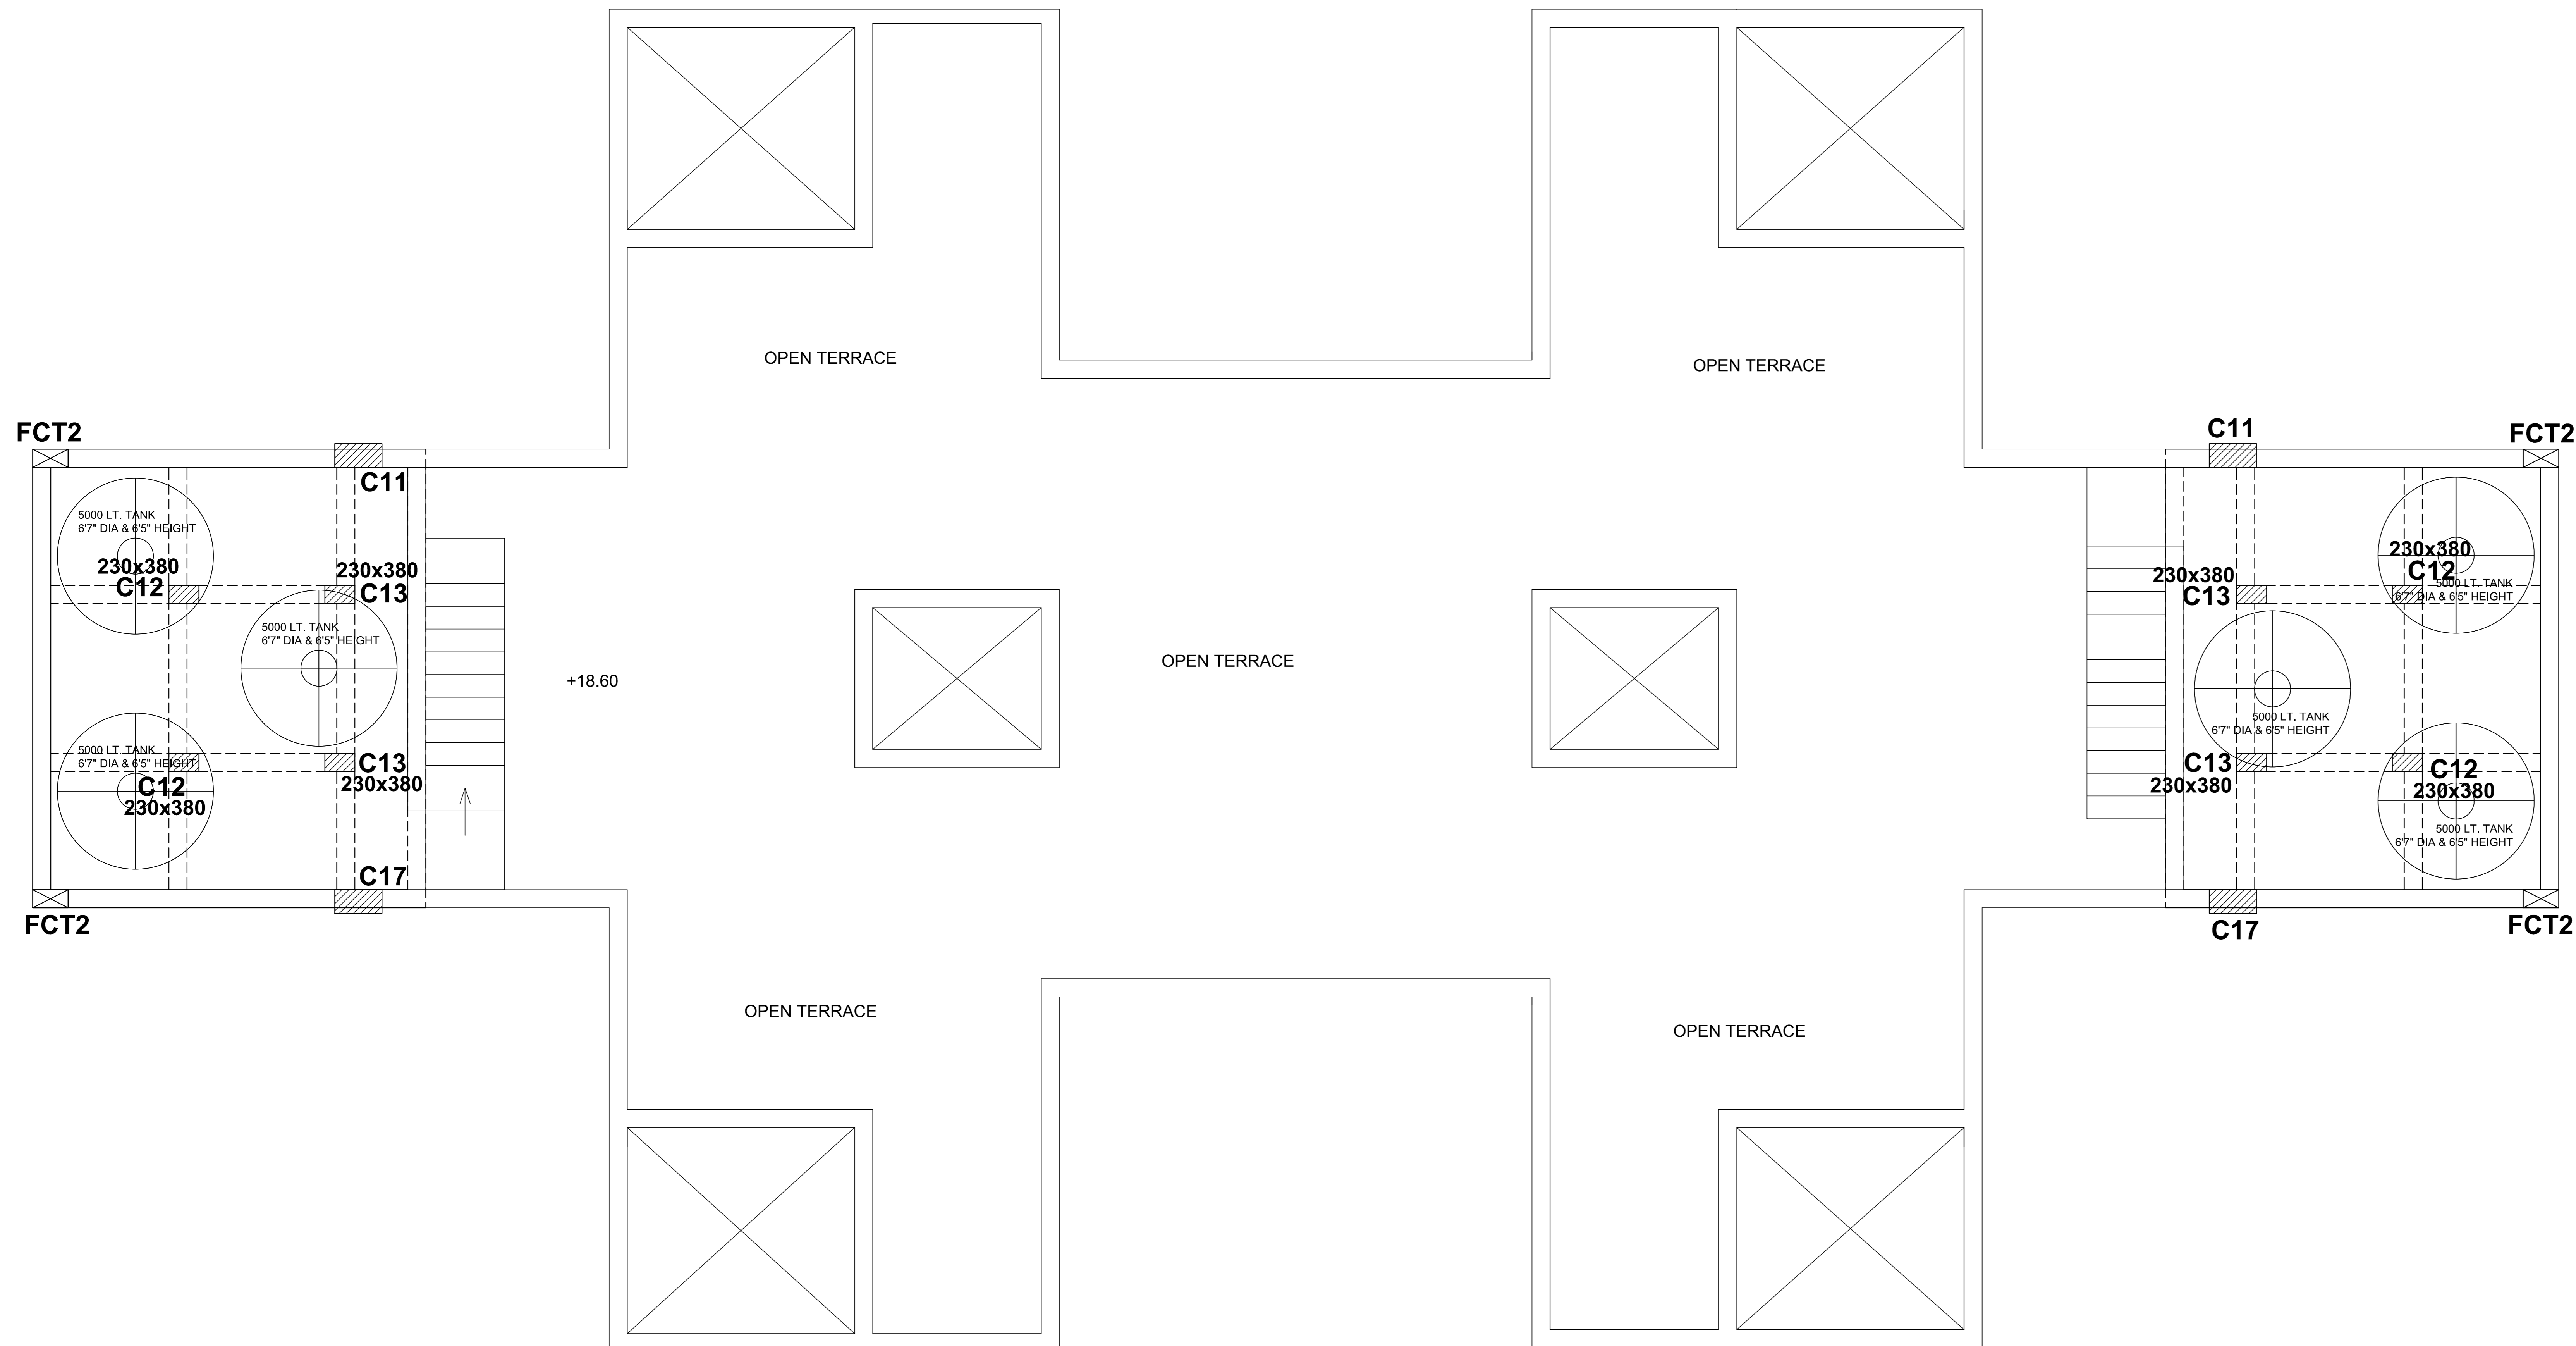 OPEN TERRACE
OPEN TERRACE
FCT2
C11
5000 LT. TANK
6'7" DIA & 6'5" HEIGHT
230x380
C12
230x380
C13
5000 LT. TANK
6'7" DIA & 6'5" HEIGHT
5000 LT. TANK
6'7" DIA & 6'5" HEIGHT
C12
230x380
C13
230x380
C17
FCT2
+18.60
OPEN TERRACE
OPEN TERRACE
OPEN TERRACE
C11
FCT2
230x380
C12
5000 LT. TANK
6'7" DIA & 6'5" HEIGHT
230x380
C13
5000 LT. TANK
6'7" DIA & 6'5" HEIGHT
C13
230x380
C12
230x380
5000 LT. TANK
6'7" DIA & 6'5" HEIGHT
C17
FCT2